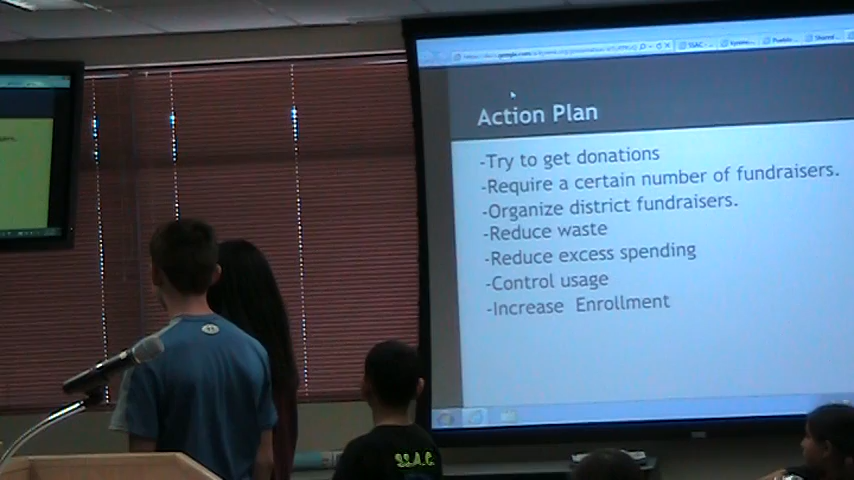 SSAC -
Action Plan
-Try to get donations
-Require a certain number of fundraisers.
-Organize district fundraisers.
-Reduce waste
-Reduce excess spending
-Control usage
-Increase Enrollment
S.S.A.C.